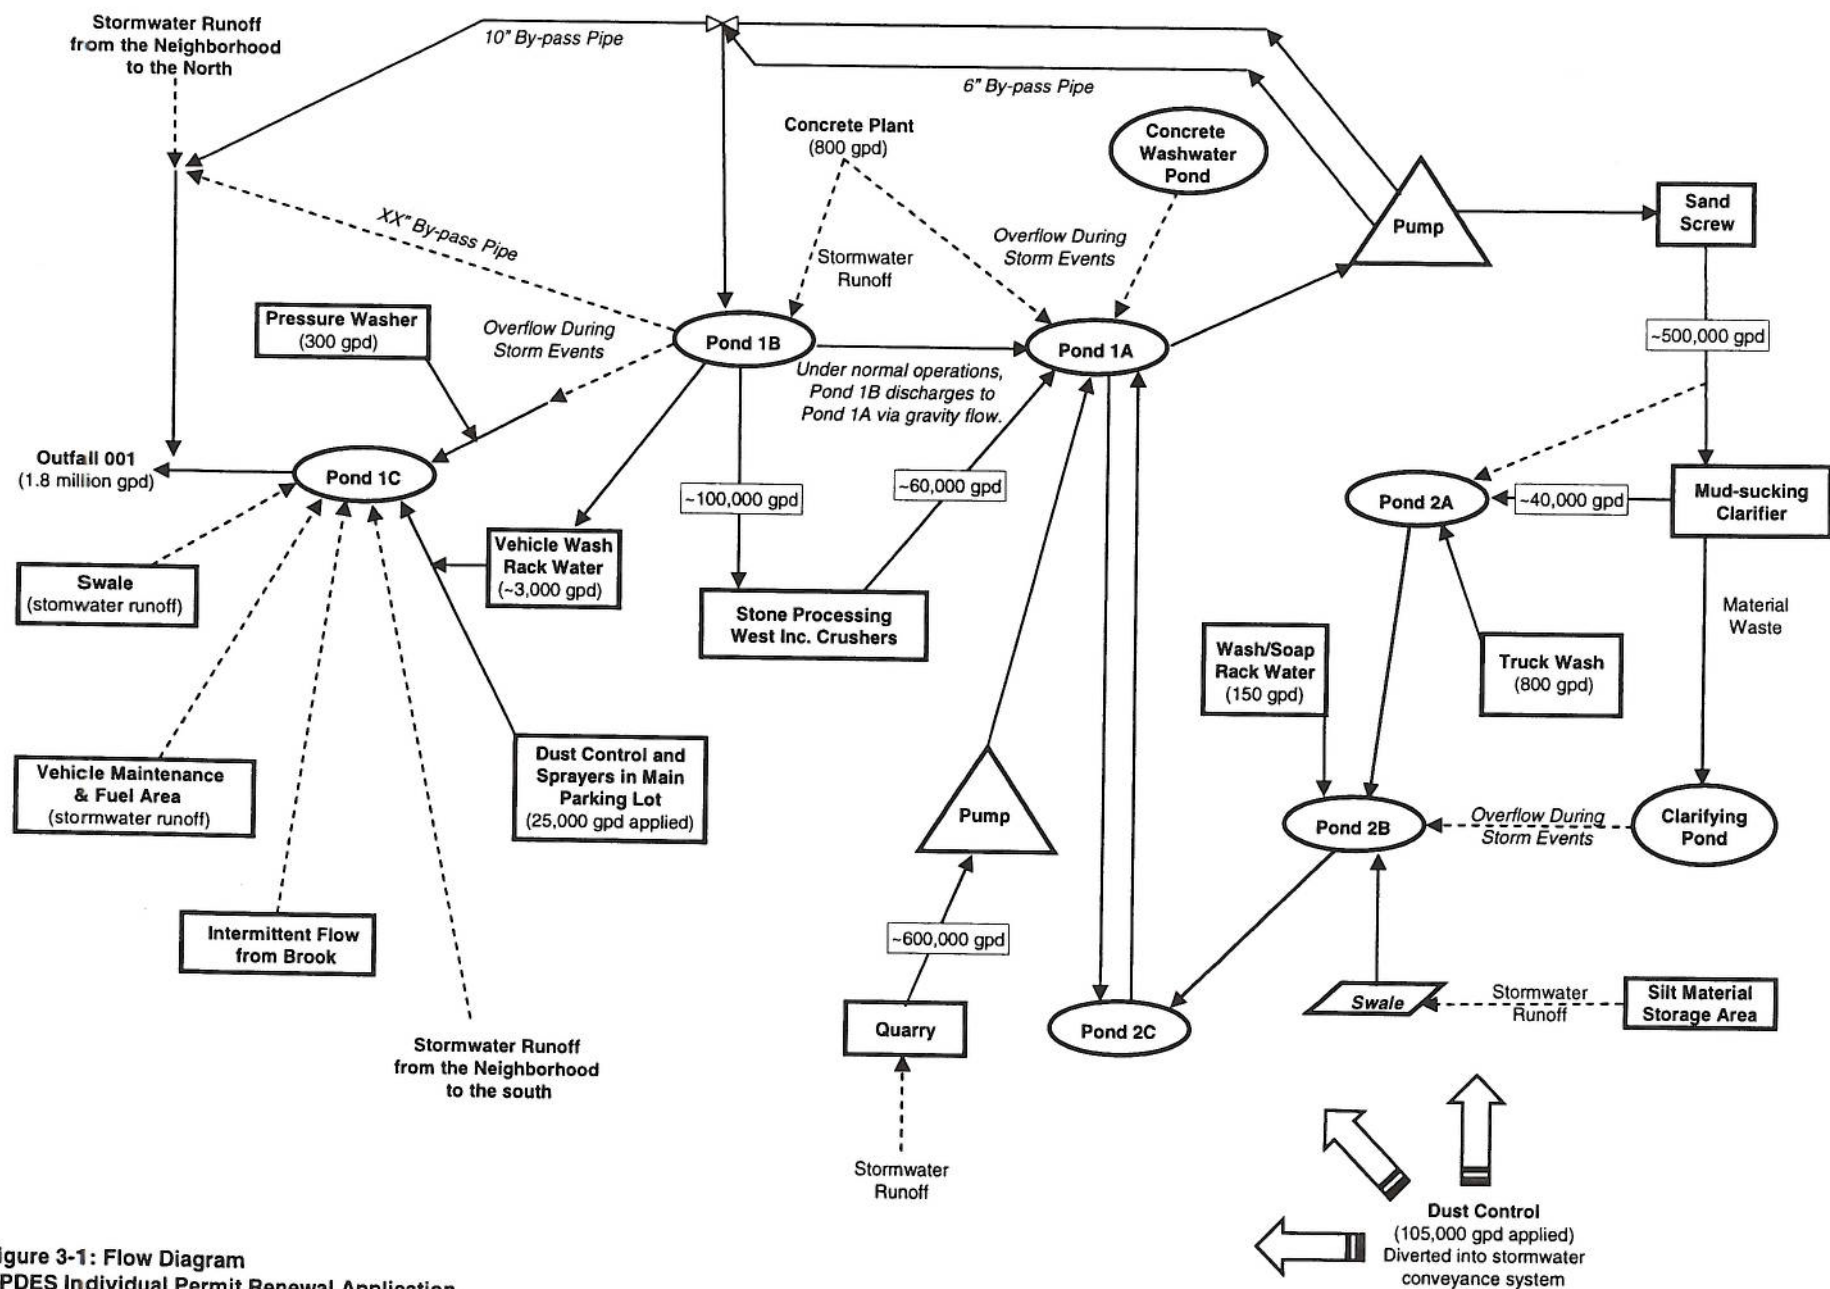 Stormwater Runoff
from the Neighborhood
to the North
10" By-pass Pipe
6" By-pass Pipe
Concrete Plant
(800 gpd)
Concrete
Washwater
Pond
Pump
Sand
Screw
XX" By-pass Pipe
Stormwater
Runoff
Overflow During
Storm Events
Pressure Washer
(300 gpd)
Overflow During
Storm Events
Pond 1B
Pond 1A
~500,000 gpd
Under normal operations,
Pond 1B discharges to
Pond 1A via gravity flow.
Outfall 001
(1.8 million gpd)
Pond 1C
~100,000 gpd
~60,000 gpd
Pond 2A
~40,000 gpd
Mud-sucking
Clarifier
Swale
(stomwater runoff)
Vehicle Wash
Rack Water
(~3,000 gpd)
Stone Processing
West Inc. Crushers
Material
Waste
Wash/Soap
Rack Water
(150 gpd)
Truck Wash
(800 gpd)
Vehicle Maintenance
& Fuel Area
(stormwater runoff)
Dust Control and
Sprayers in Main
Parking Lot
(25,000 gpd applied)
Pump
Pond 2B
Overflow During
Storm Events
Clarifying
Pond
Intermittent Flow
from Brook
~600,000 gpd
Quarry
Pond 2C
Swale
Stormwater
Runoff
Silt Material
Storage Area
Stormwater Runoff
from the Neighborhood
to the south
Stormwater
Runoff
Dust Control
(105,000 gpd applied)
Diverted into stormwater
conveyance system
igure 3-1: Flow Diagram
PDES Individual Permit Renewal Application